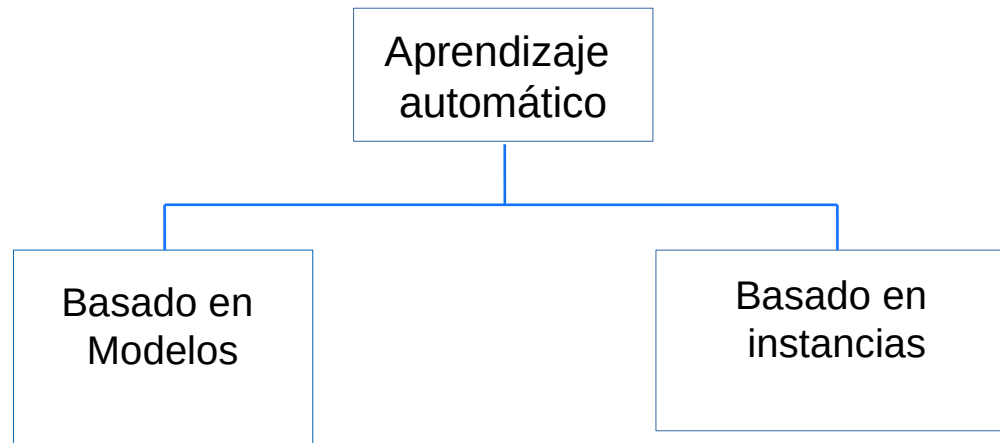 Aprendizaje
automático
Basado en
Modelos
Basado en
instancias